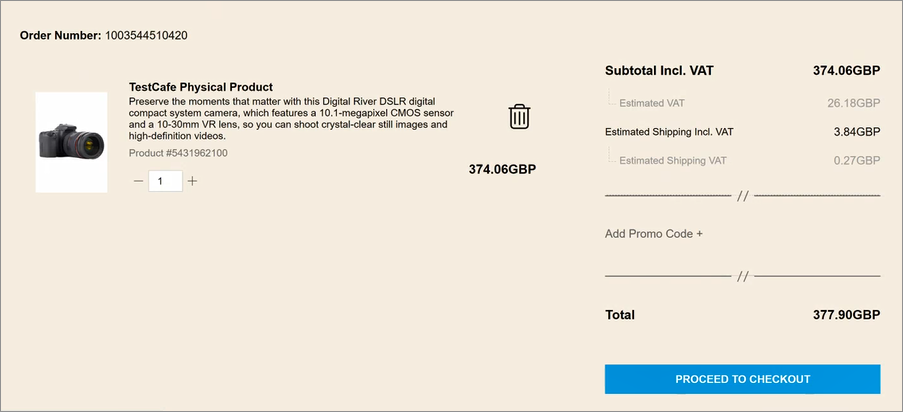 Order Number: 1003544510420
TestCafe Physical Product
Preserve the moments that matter with this Digital River DSLR digital
compact system camera, which features a 10.1-megapixel CMOS sensor
and a 10-30mm VR lens, so you can shoot crystal-clear still images and
high-definition videos.
Product #5431962100
— 1 +
374.06GBP
Subtotal Incl. VAT 374.06GBP
Estimated VAT 26.18GBP
Estimated Shipping Incl. VAT 3.84GBP
Estimated Shipping VAT 0.27GBP
//
Add Promo Code +
//
Total 377.90GBP
PROCEED TO CHECKOUT